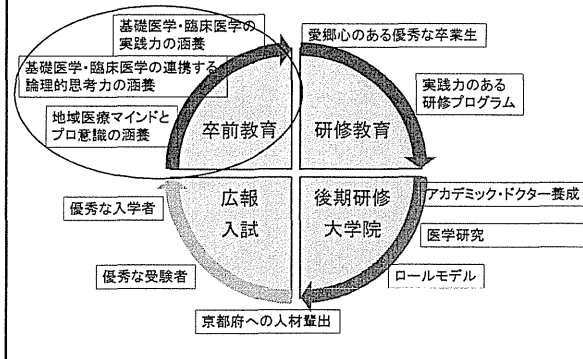 基礎医学・臨床医学の
実践力の涵養
基礎医学・臨床医学の連携する
論理的思考力の涵養
地域医療マインドと
プロ意識の涵養
卒前教育
愛郷心のある優秀な卒業生
実践力のある
研修プログラム
研修教育
優秀な入学者
優秀な受験者
広報
入試
後期研修
大学院
アカデミック・ドクター養成
医学研究
ロールモデル
京都府への人材輩出